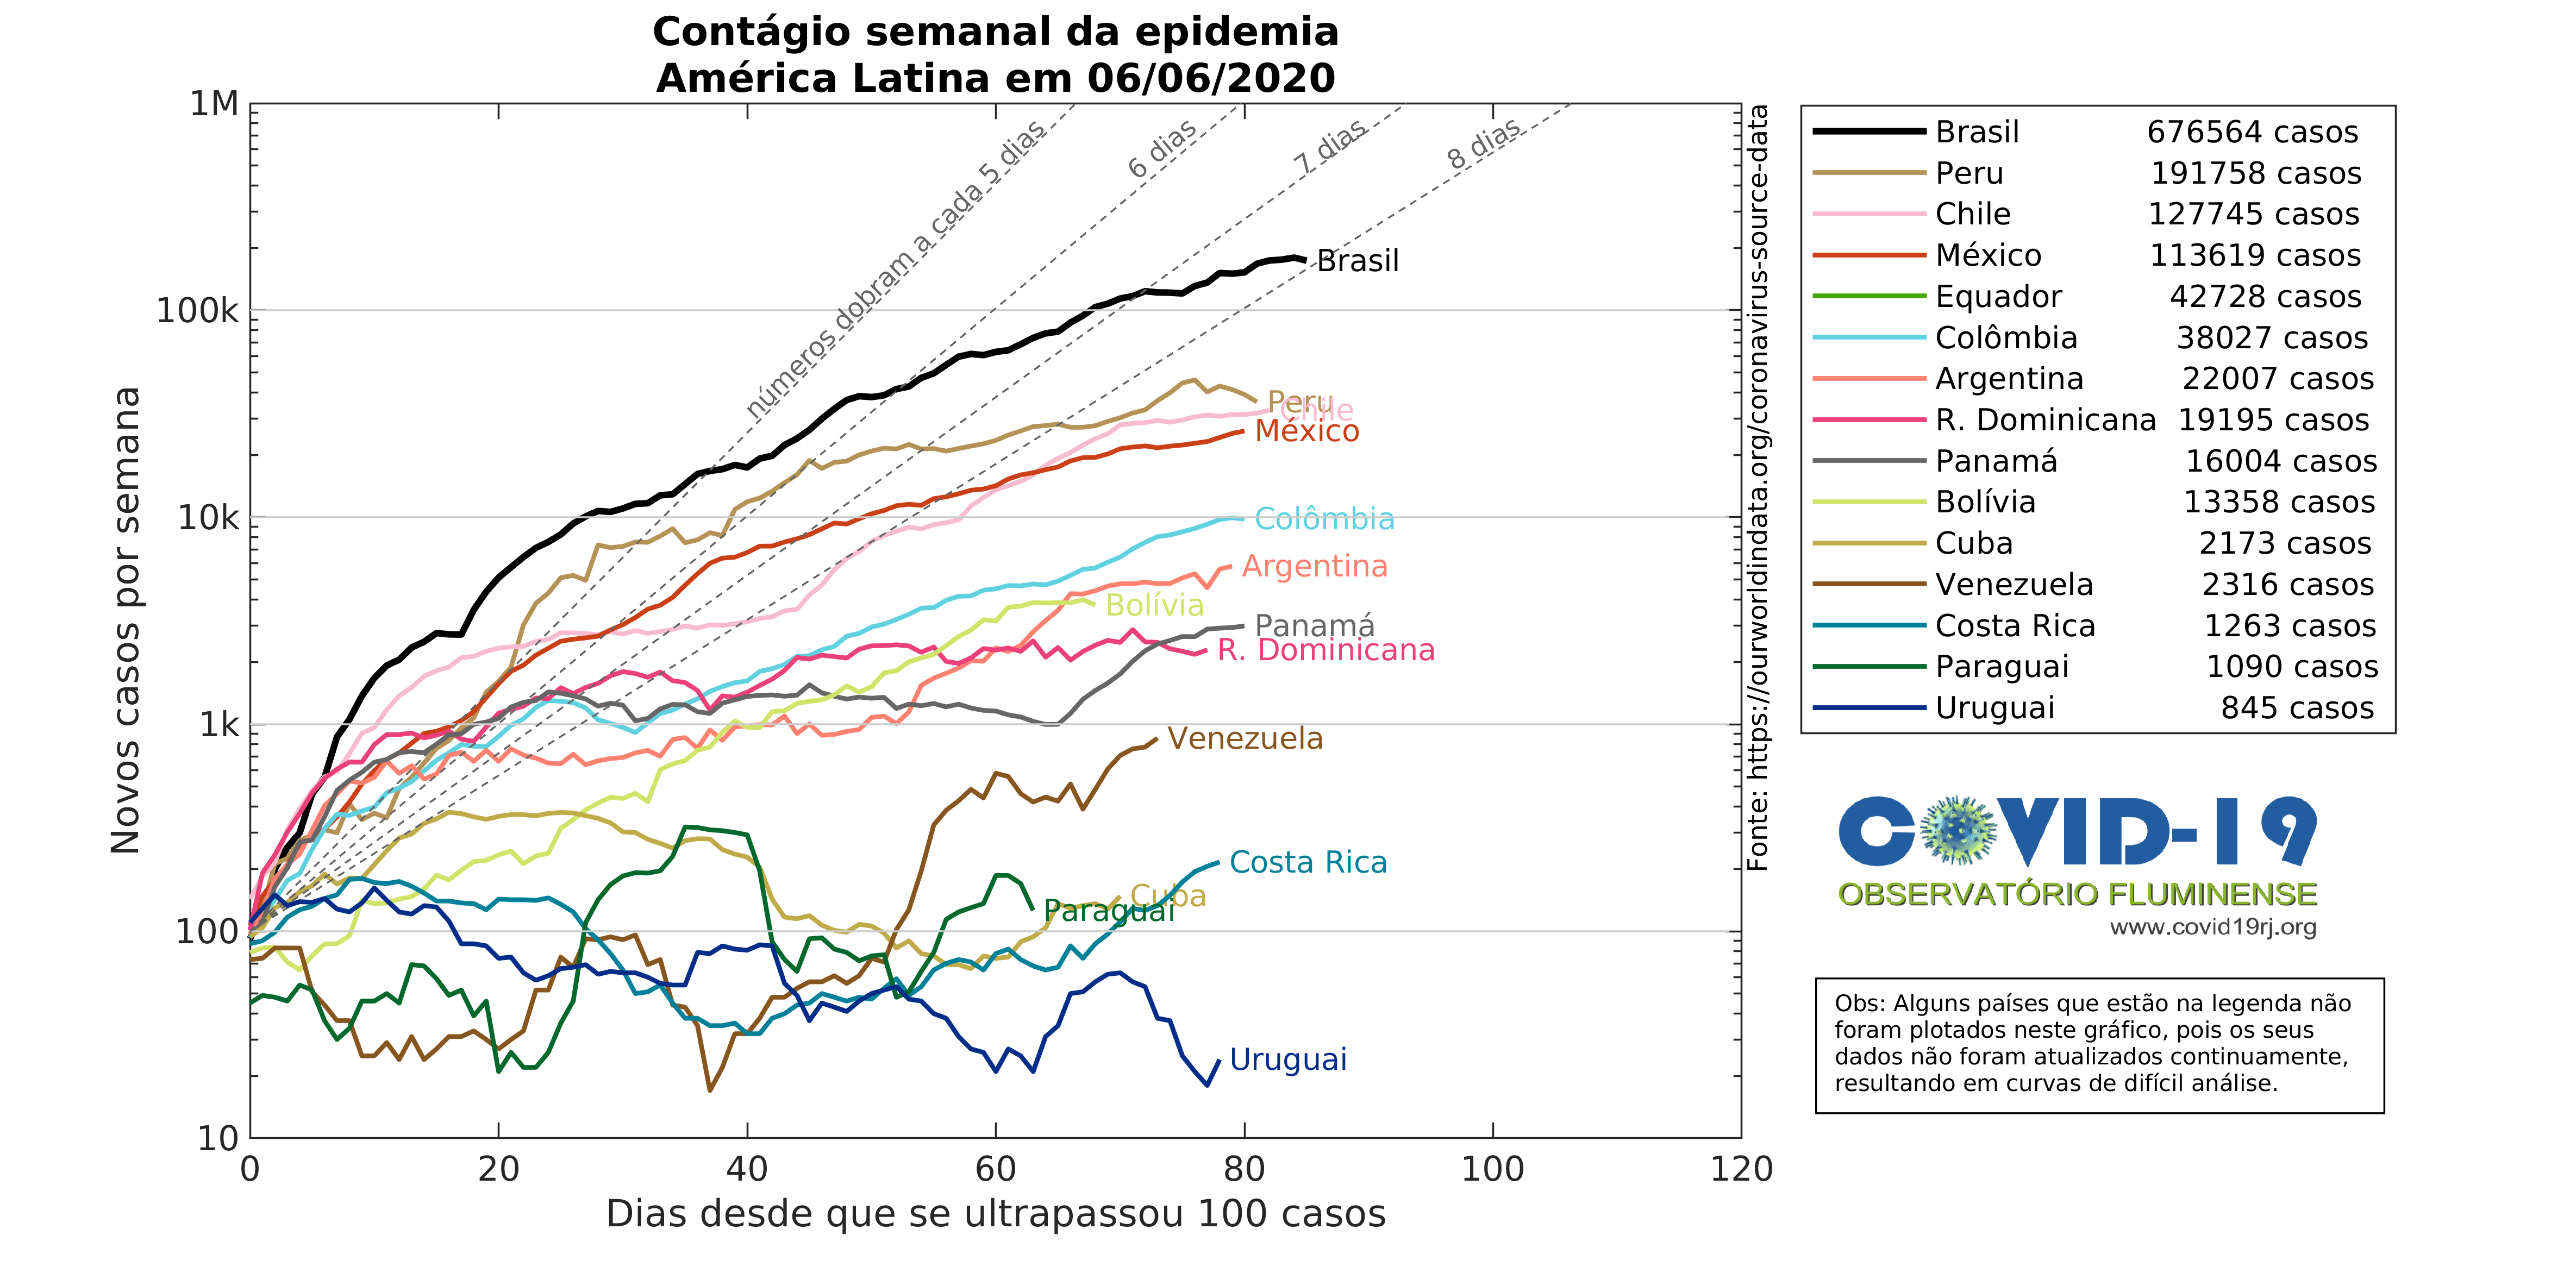 Contágio semanal da epidemia
América Latina em 06/06/2020
Novos casos por semana
1M
100k
10k
1k
100
10
0 20 40 60 80 100 120
Dias desde que se ultrapassou 100 casos
números dobram a cada 5 dias
6 dias
7 dias
8 dias
Brasil
Peru
Chile
México
Colômbia
Argentina
Bolívia
Panamá
R. Dominicana
Venezuela
Costa Rica
Cuba
Paraguai
Uruguai
Fonte: https://ourworldindata.org/coronavirus-source-data
Brasil 676564 casos
Peru 191758 casos
Chile 127745 casos
México 113619 casos
Equador 42728 casos
Colômbia 38027 casos
Argentina 22007 casos
R. Dominicana 19195 casos
Panamá 16004 casos
Bolívia 13358 casos
Cuba 2173 casos
Venezuela 2316 casos
Costa Rica 1263 casos
Paraguai 1090 casos
Uruguai 845 casos
COVID-19
OBSERVATÓRIO FLUMINENSE
www.covid19rj.org
Obs: Alguns países que estão na legenda não
foram plotados neste gráfico, pois os seus
dados não foram atualizados continuamente,
resultando em curvas de difícil análise.